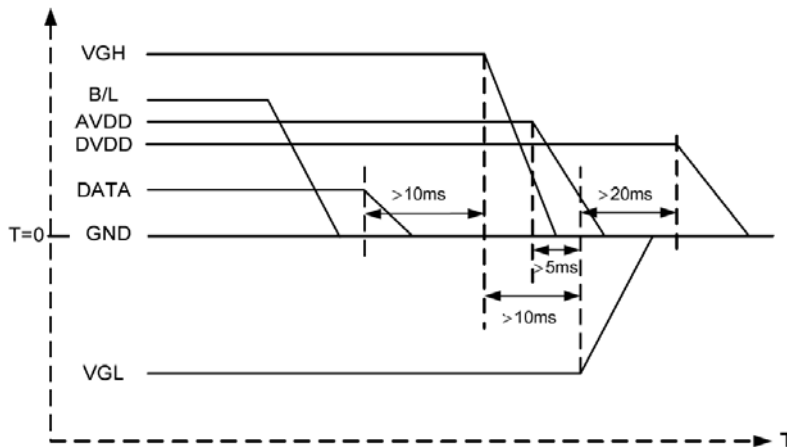 VGH
B/L
AVDD
DVDD
DATA
>10ms
>20ms
T=0
GND
>5ms
>10ms
VGL
T